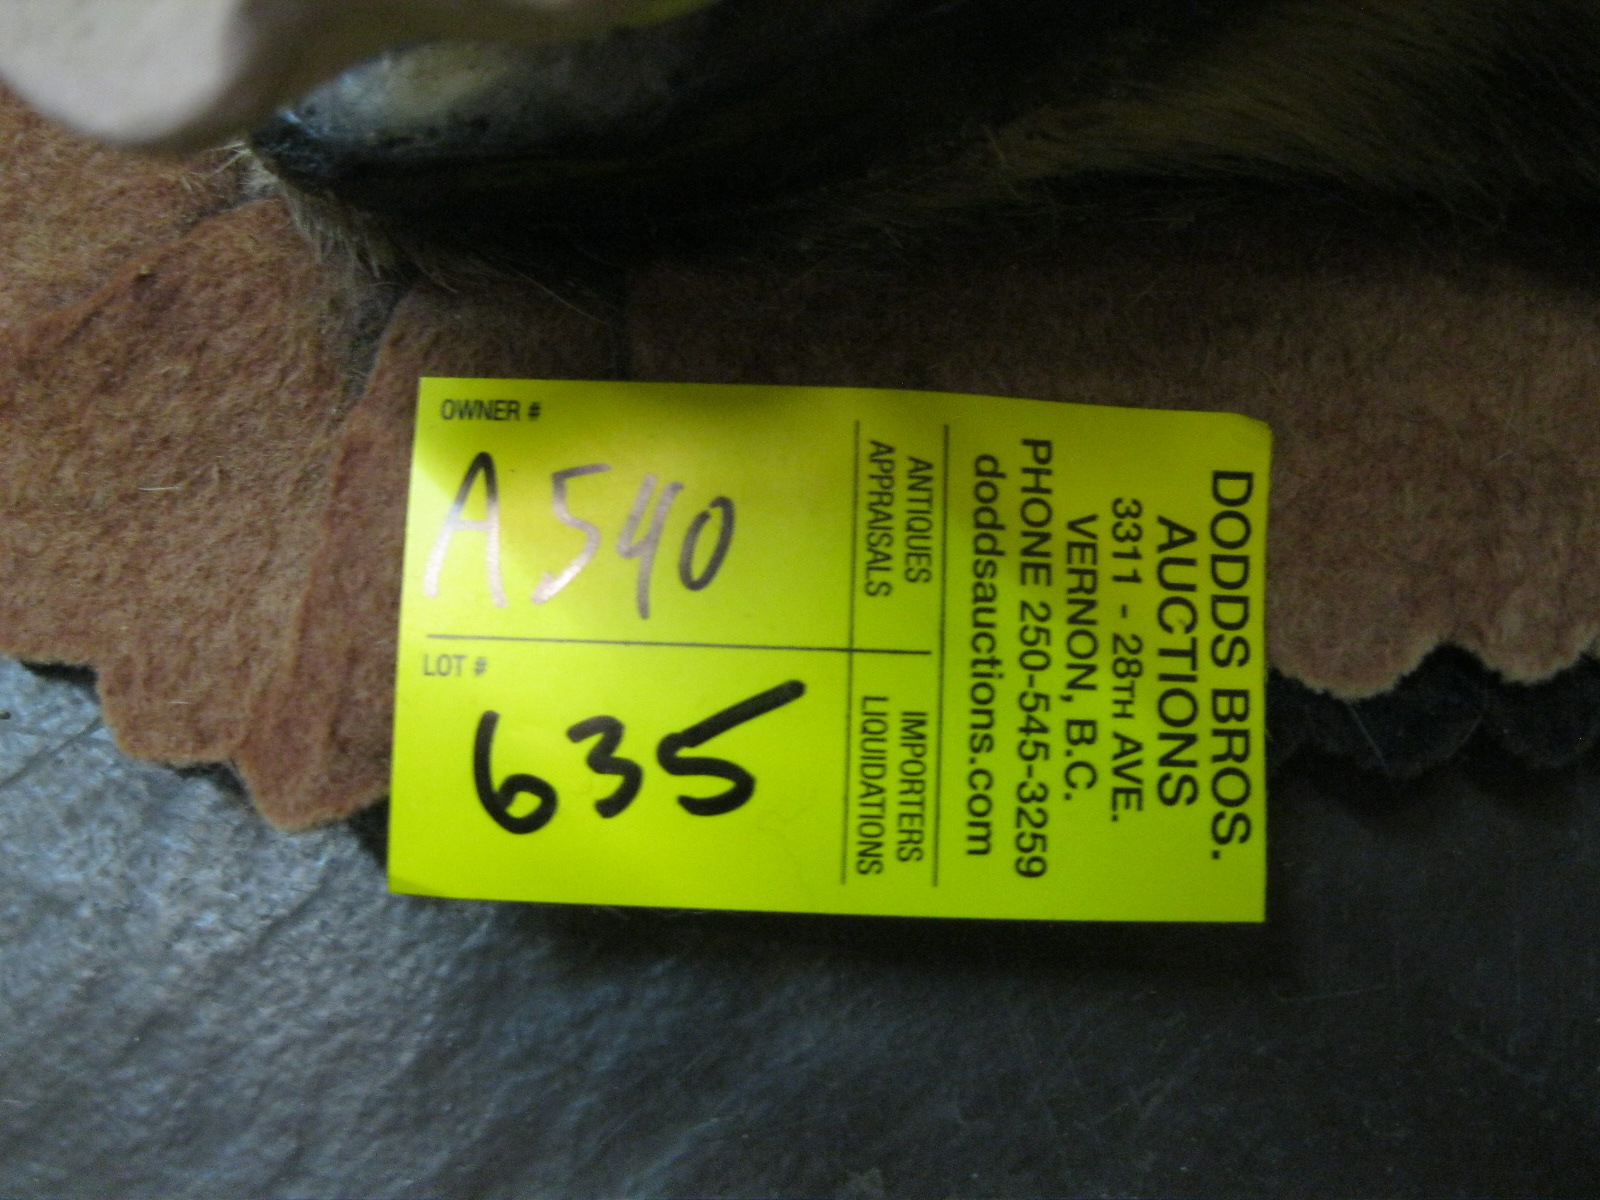 DODDS BROS.
AUCTIONS
3311 - 28TH AVE.
VERNON, B.C.
PHONE 250-545-3259
doddsauctions.com
ANTIQUES
APPRAISALS
IMPORTERS
LIQUIDATIONS
OWNER #
A540
LOT #
635